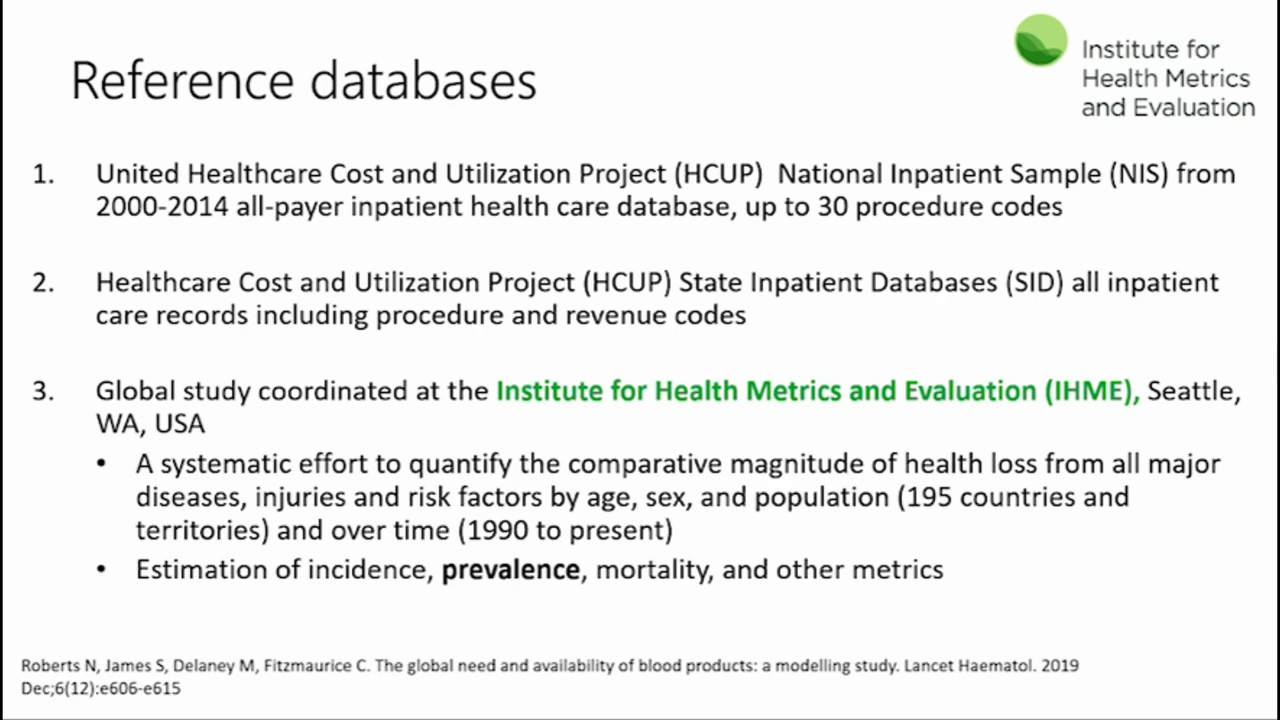 Reference databases
Institute for
Health Metrics
and Evaluation
1. United Healthcare Cost and Utilization Project (HCUP) National Inpatient Sample (NIS) from
2000-2014 all-payer inpatient health care database, up to 30 procedure codes
2. Healthcare Cost and Utilization Project (HCUP) State Inpatient Databases (SID) all inpatient
care records including procedure and revenue codes
3. Global study coordinated at the Institute for Health Metrics and Evaluation (IHME), Seattle,
WA, USA
• A systematic effort to quantify the comparative magnitude of health loss from all major
diseases, injuries and risk factors by age, sex, and population (195 countries and
territories) and over time (1990 to present)
• Estimation of incidence, prevalence, mortality, and other metrics
Roberts N, James S, Delaney M, Fitzmaurice C. The global need and availability of blood products: a modelling study. Lancet Haematol. 2019
Dec;6(12):e606-e615